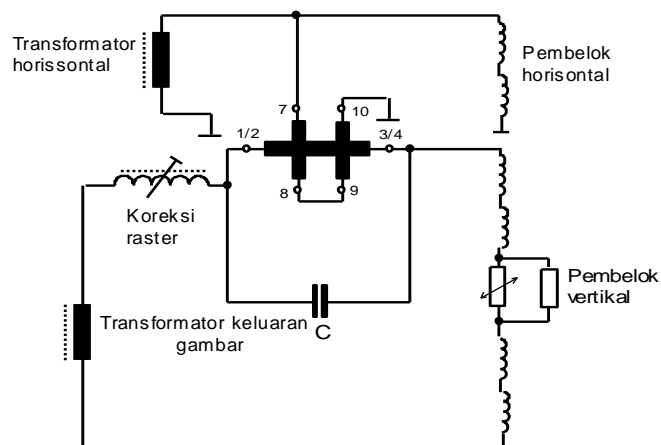 Transformator
horissontal
Pembelok
horisontal
7
10
1/2
3/4
8
9
Koreksi
raster
Transformator keluaran
gambar
C
Pembelok
vertikal